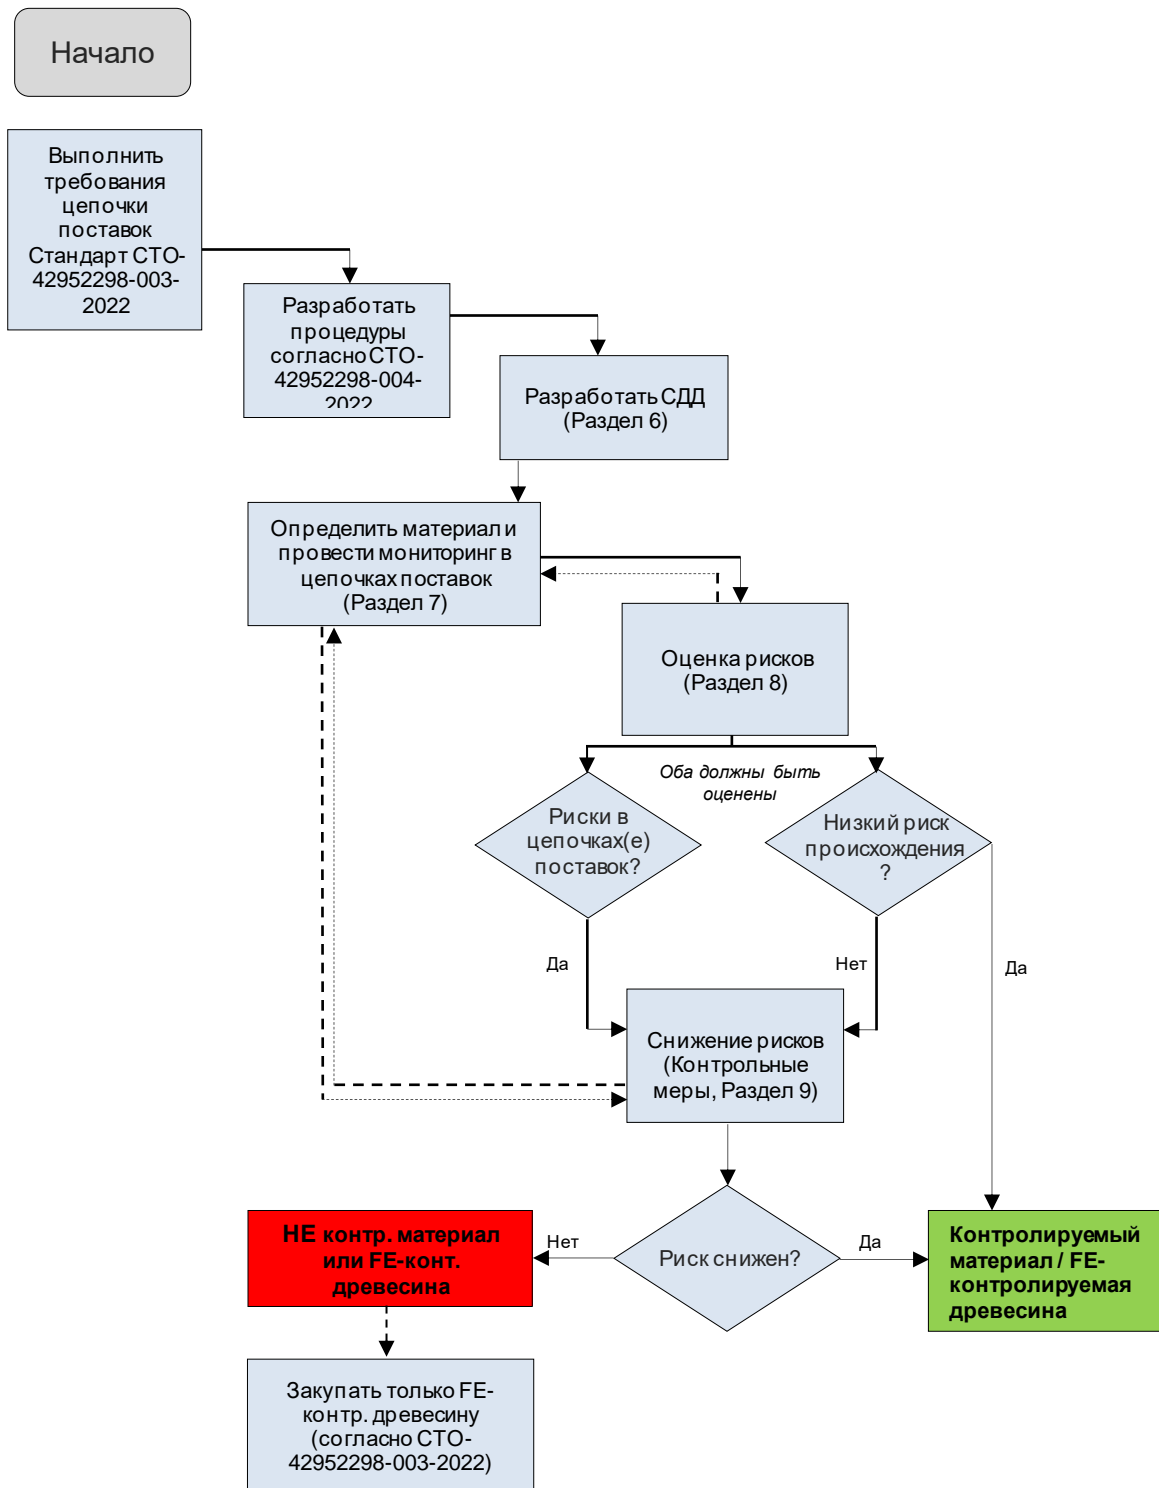 Начало
Выполнить
требования
цепочки
поставок
Стандарт СТО-
42952298-003-
2022
Разработать
процедуры
согласно СТО-
42952298-004-
2022
Разработать СДД
(Раздел 6)
Определить материал и
провести мониторинг в
цепочках поставок
(Раздел 7)
Оценка рисков
(Раздел 8)
Оба должны быть
оценены
Риски в
цепочках(е)
поставок?
Низкий риск
происхождения
?
Да
Нет
Да
Снижение рисков
(Контрольные
меры, Раздел 9)
НЕ контр. материал
или FE-конт.
древесина
Нет
Риск снижен?
Да
Контролируемый
материал / FE-
контролируемая
древесина
Закупать только FE-
контр. древесину
(согласно СТО-
42952298-003-2022)